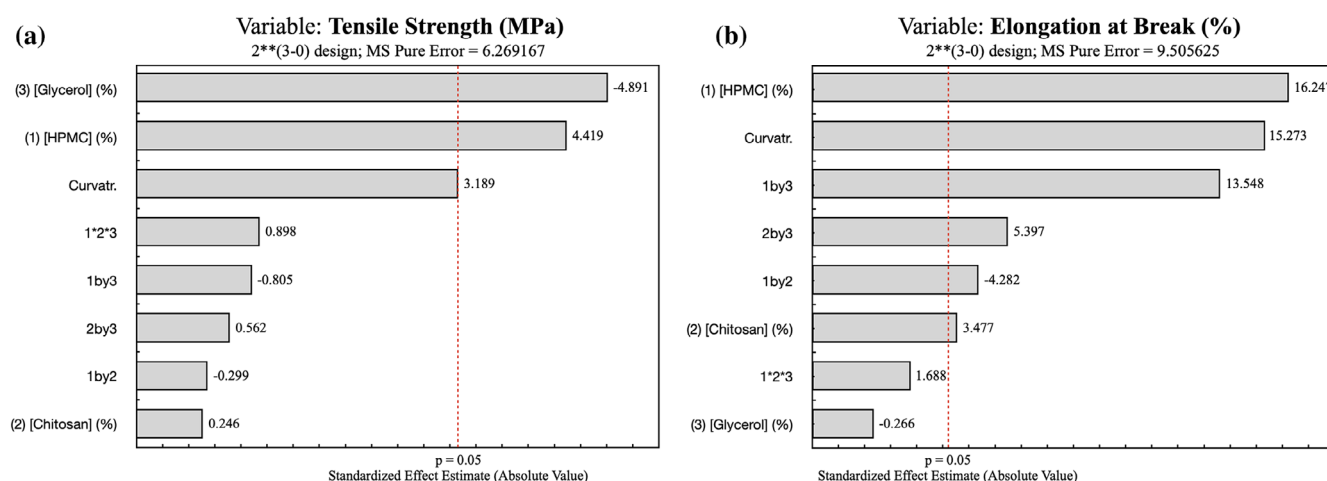 (a)
Variable: Tensile Strength (MPa)
2**(3-0) design; MS Pure Error = 6.269167
(3) [Glycerol] (%)
-4.891
(1) [HPMC] (%)
4.419
Curvatr.
3.189
1*2*3
0.898
1by3
-0.805
2by3
0.562
1by2
-0.299
(2) [Chitosan] (%)
0.246
p = 0.05
Standardized Effect Estimate (Absolute Value)
(b)
Variable: Elongation at Break (%)
2**(3-0) design; MS Pure Error = 9.505625
(1) [HPMC] (%)
16.247
Curvatr.
15.273
1by3
13.548
2by3
5.397
1by2
-4.282
(2) [Chitosan] (%)
3.477
1*2*3
1.688
(3) [Glycerol] (%)
-0.266
p = 0.05
Standardized Effect Estimate (Absolute Value)